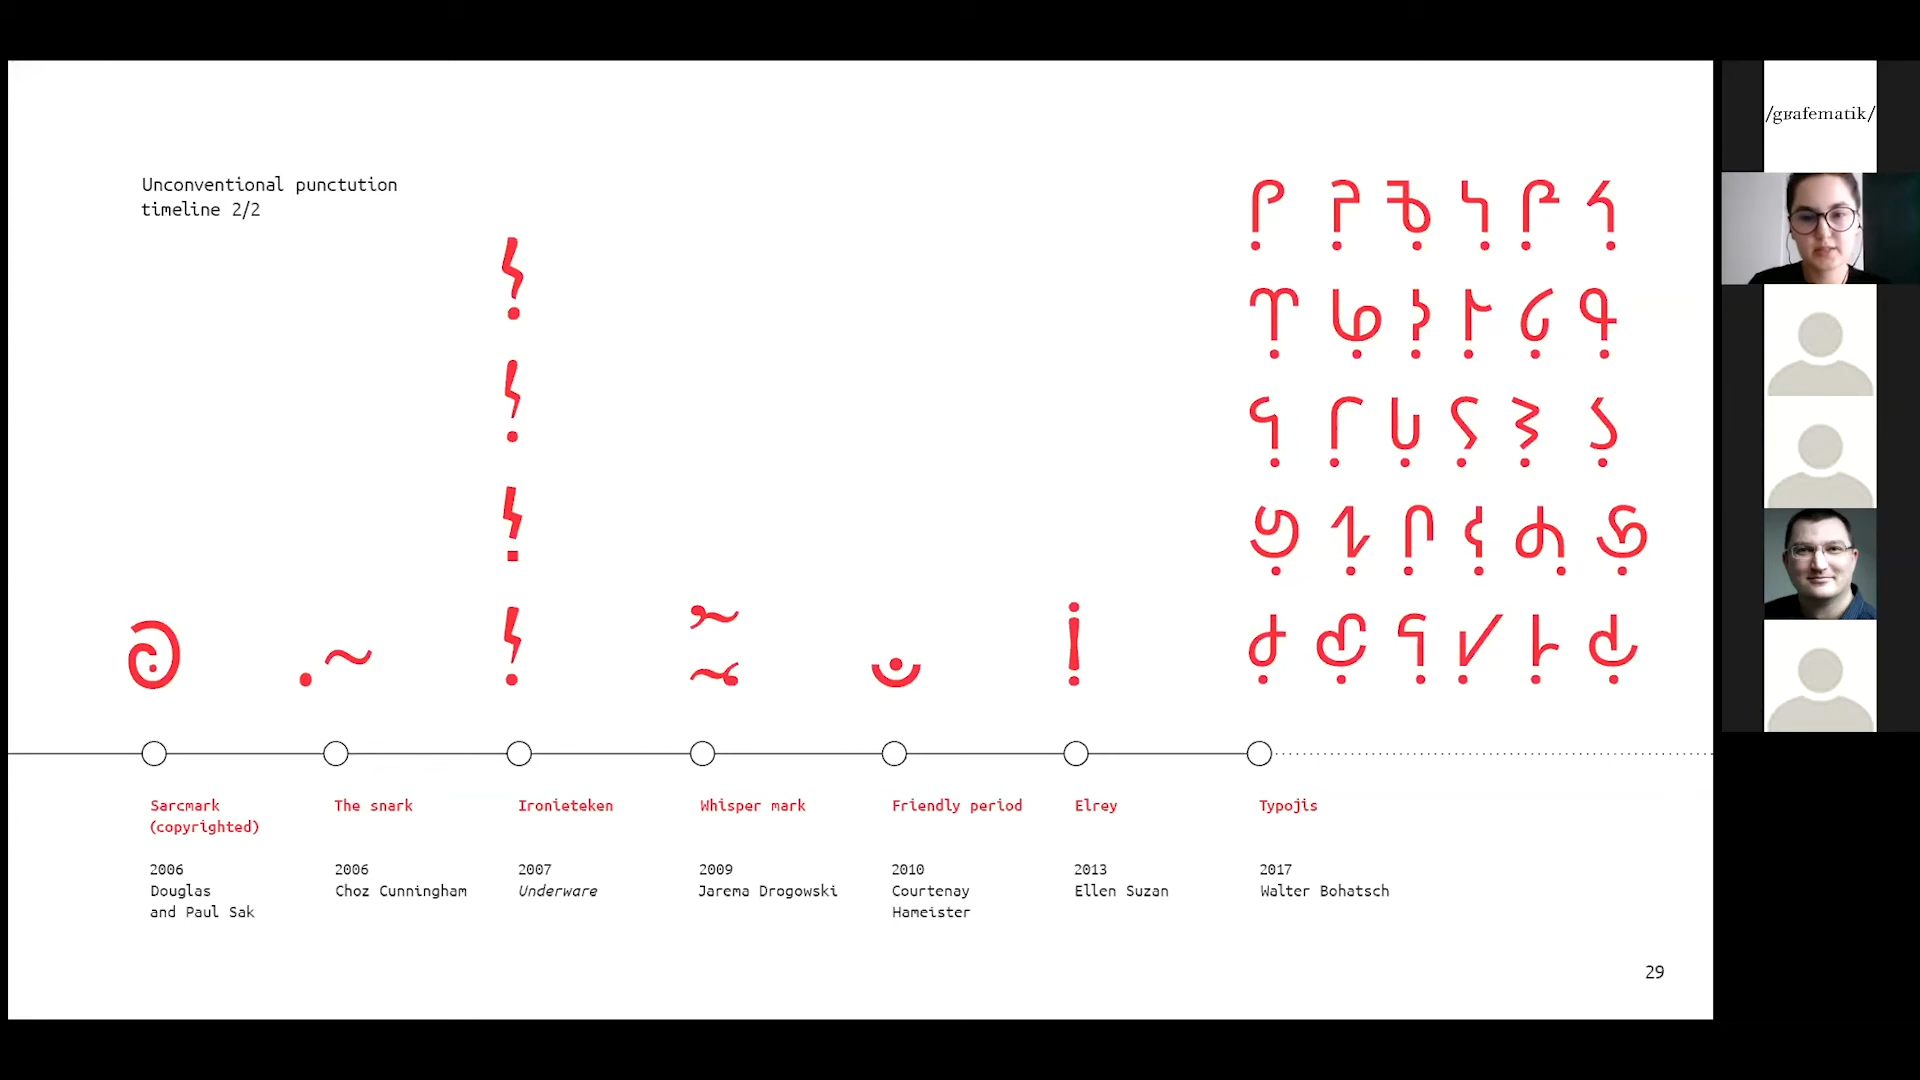 Unconventional punctution
timeline 2/2
Sarcmark
(copyrighted)
2006
Douglas
and Paul Sak
The snark
2006
Choz Cunningham
Ironieteken
2007
Underware
Whisper mark
2009
Jarema Drogowski
Friendly period
2010
Courtenay
Hameister
Elrey
2013
Ellen Suzan
Typojis
2017
Walter Bohatsch
29
/gʁafematik/